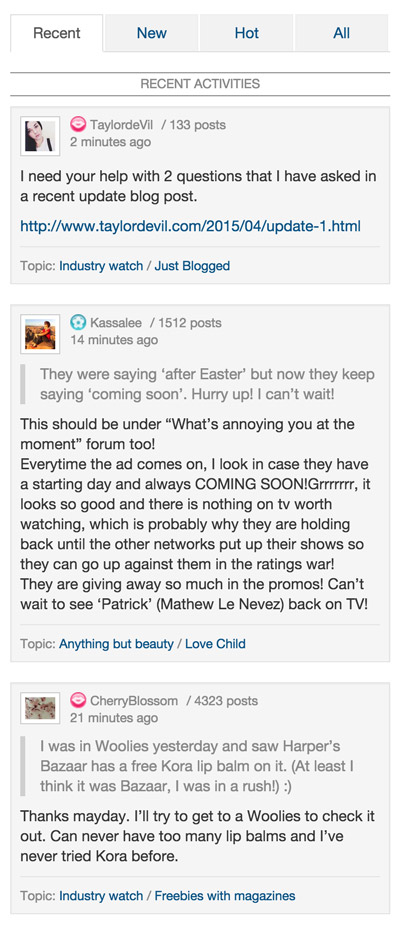 Recent New Hot All
RECENT ACTIVITIES
TaylordeVil / 133 posts
2 minutes ago
I need your help with 2 questions that I have asked in
a recent update blog post.
http://www.taylordevil.com/2015/04/update-1.html
Topic: Industry watch / Just Blogged
Kassalee / 1512 posts
14 minutes ago
They were saying ‘after Easter’ but now they keep
saying ‘coming soon’. Hurry up! I can’t wait!
This should be under “What’s annoying you at the
moment” forum too!
Everytime the ad comes on, I look in case they have
a starting day and always COMING SOON!Grrrrrrr, it
looks so good and there is nothing on tv worth
watching, which is probably why they are holding
back until the other networks put up their shows so
they can go up against them in the ratings war!
They are giving away so much in the promos! Can’t
wait to see ‘Patrick’ (Mathew Le Nevez) back on TV!
Topic: Anything but beauty / Love Child
CherryBlossom / 4323 posts
21 minutes ago
I was in Woolies yesterday and saw Harper’s
Bazaar has a free Kora lip balm on it. (At least I
think it was Bazaar, I was in a rush!) :)
Thanks mayday. I’ll try to get to a Woolies to check it
out. Can never have too many lip balms and I’ve
never tried Kora before.
Topic: Industry watch / Freebies with magazines